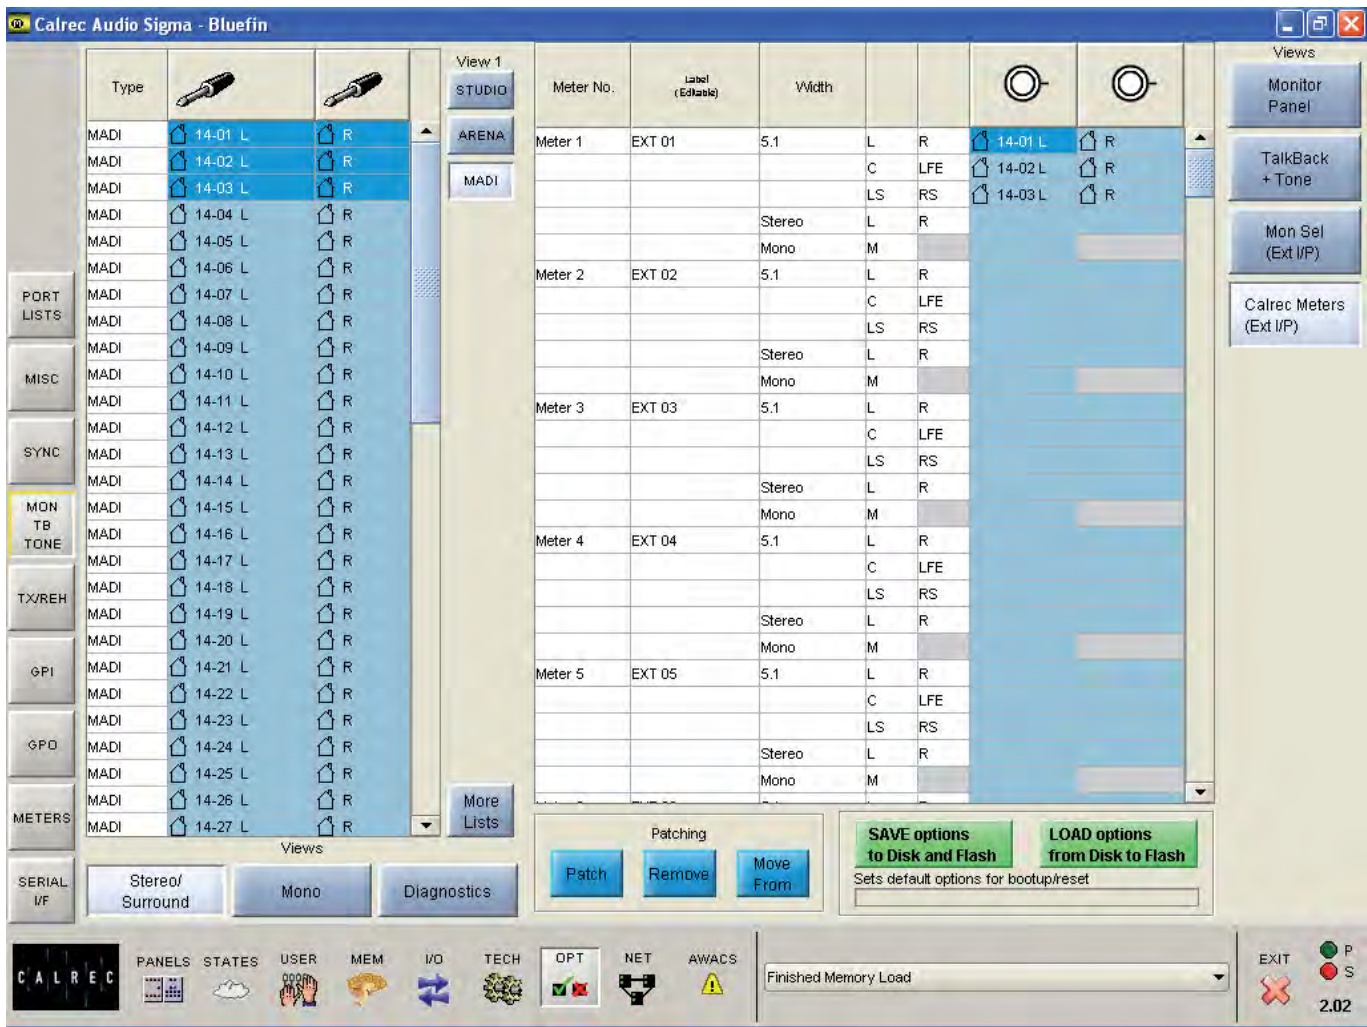 Calrec Audio Sigma - Bluefin
PORT LISTS
MISC
SYNC
MON TB TONE
TX/REH
GPI
GPO
METERS
SERIAL I/F
Type
MADI 14-01 L R
MADI 14-02 L R
MADI 14-03 L R
MADI 14-04 L R
MADI 14-05 L R
MADI 14-06 L R
MADI 14-07 L R
MADI 14-08 L R
MADI 14-09 L R
MADI 14-10 L R
MADI 14-11 L R
MADI 14-12 L R
MADI 14-13 L R
MADI 14-14 L R
MADI 14-15 L R
MADI 14-16 L R
MADI 14-17 L R
MADI 14-18 L R
MADI 14-19 L R
MADI 14-20 L R
MADI 14-21 L R
MADI 14-22 L R
MADI 14-23 L R
MADI 14-24 L R
MADI 14-25 L R
MADI 14-26 L R
MADI 14-27 L R
Views
Stereo/ Surround
Mono
Diagnostics
View 1
STUDIO
ARENA
MADI
More Lists
Meter No. Label (Editable) Width
Meter 1 EXT 01 5.1 L R 14-01 L R
C LFE 14-02 L R
LS RS 14-03 L R
Stereo L R
Mono M
Meter 2 EXT 02 5.1 L R
C LFE
LS RS
Stereo L R
Mono M
Meter 3 EXT 03 5.1 L R
C LFE
LS RS
Stereo L R
Mono M
Meter 4 EXT 04 5.1 L R
C LFE
LS RS
Stereo L R
Mono M
Meter 5 EXT 05 5.1 L R
C LFE
LS RS
Stereo L R
Mono M
Patching
Patch
Remove
Move From
SAVE options to Disk and Flash
LOAD options from Disk to Flash
Sets default options for bootup/reset
Views
Monitor Panel
TalkBack + Tone
Mon Sel (Ext I/P)
Calrec Meters (Ext I/P)
CALREC
PANELS
STATES
USER
MEM
I/O
TECH
OPT
NET
AWACS
Finished Memory Load
EXIT
P
S
2.02